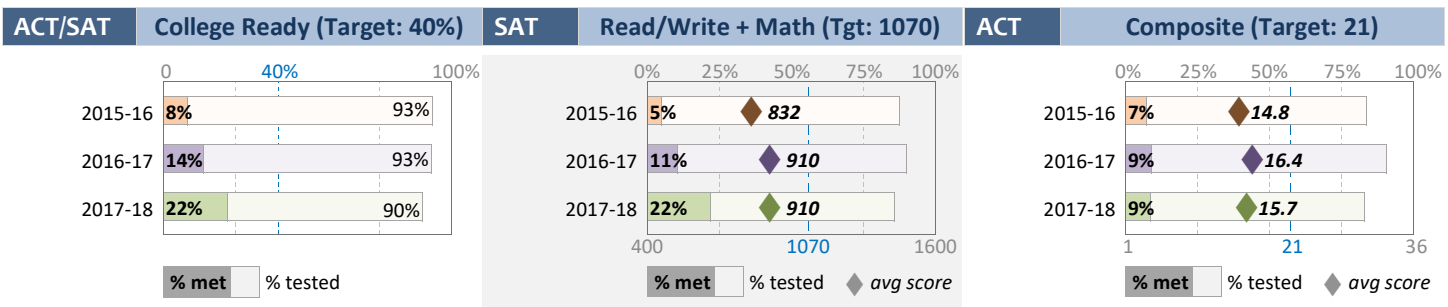 ACT/SAT College Ready (Target: 40%)
0 40% 100%
2015-16 8% 93%
2016-17 14% 93%
2017-18 22% 90%
% met % tested
SAT Read/Write + Math (Tgt: 1070)
0% 25% 50% 75% 100%
2015-16 5% 832
2016-17 11% 910
2017-18 22% 910
400 1070 1600
% met % tested avg score
ACT Composite (Target: 21)
0% 25% 50% 75% 100%
2015-16 7% 14.8
2016-17 9% 16.4
2017-18 9% 15.7
1 21 36
% met % tested avg score